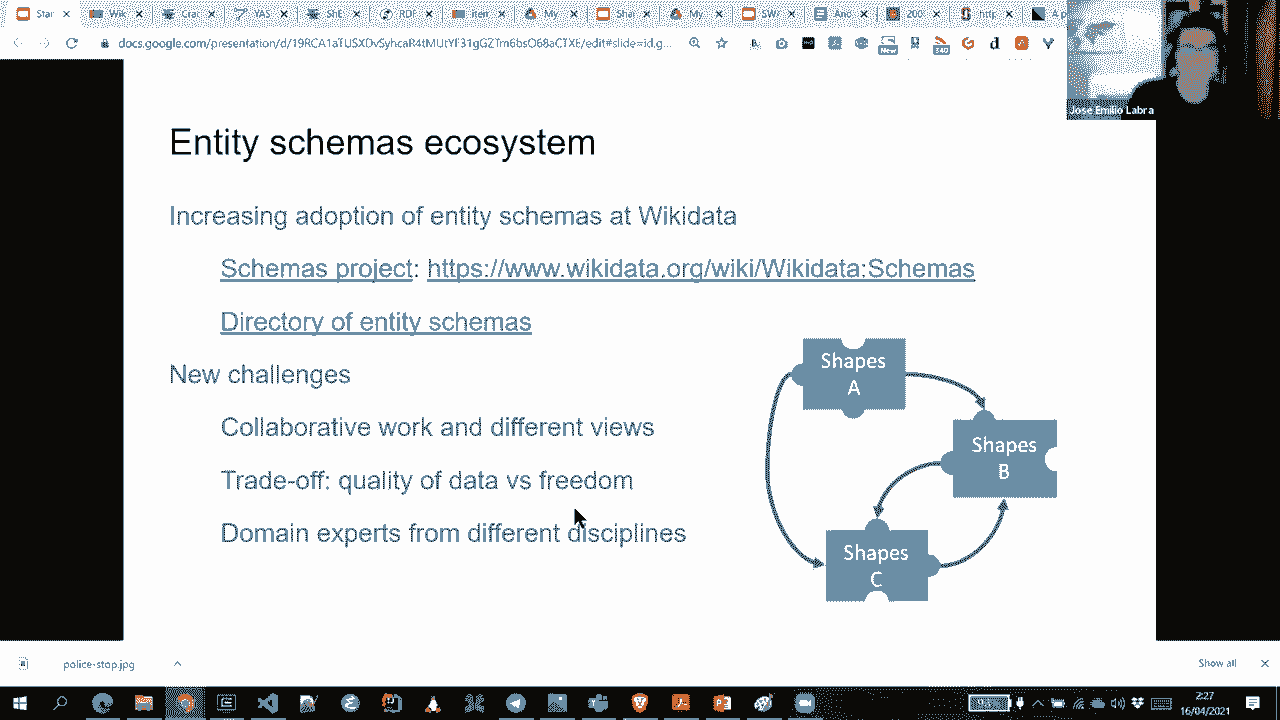 Star
Wik
Gra
YAS
ShE
RDF
My
Sha
My
SW
And
200
http
A p
docs.google.com/presentation/d/
/edit#slide=id.g...
New
340
Jose Emilio Labra
Entity schemas ecosystem
Increasing adoption of entity schemas at Wikidata
Schemas project: https://www.wikidata.org/wiki/Wikidata:Schemas
Directory of entity schemas
New challenges
Collaborative work and different views
Trade-off: quality of data vs freedom
Domain experts from different disciplines
Shapes
A
Shapes
B
Shapes
C
police-stop.jpg
Show all
2:27
16/04/2021